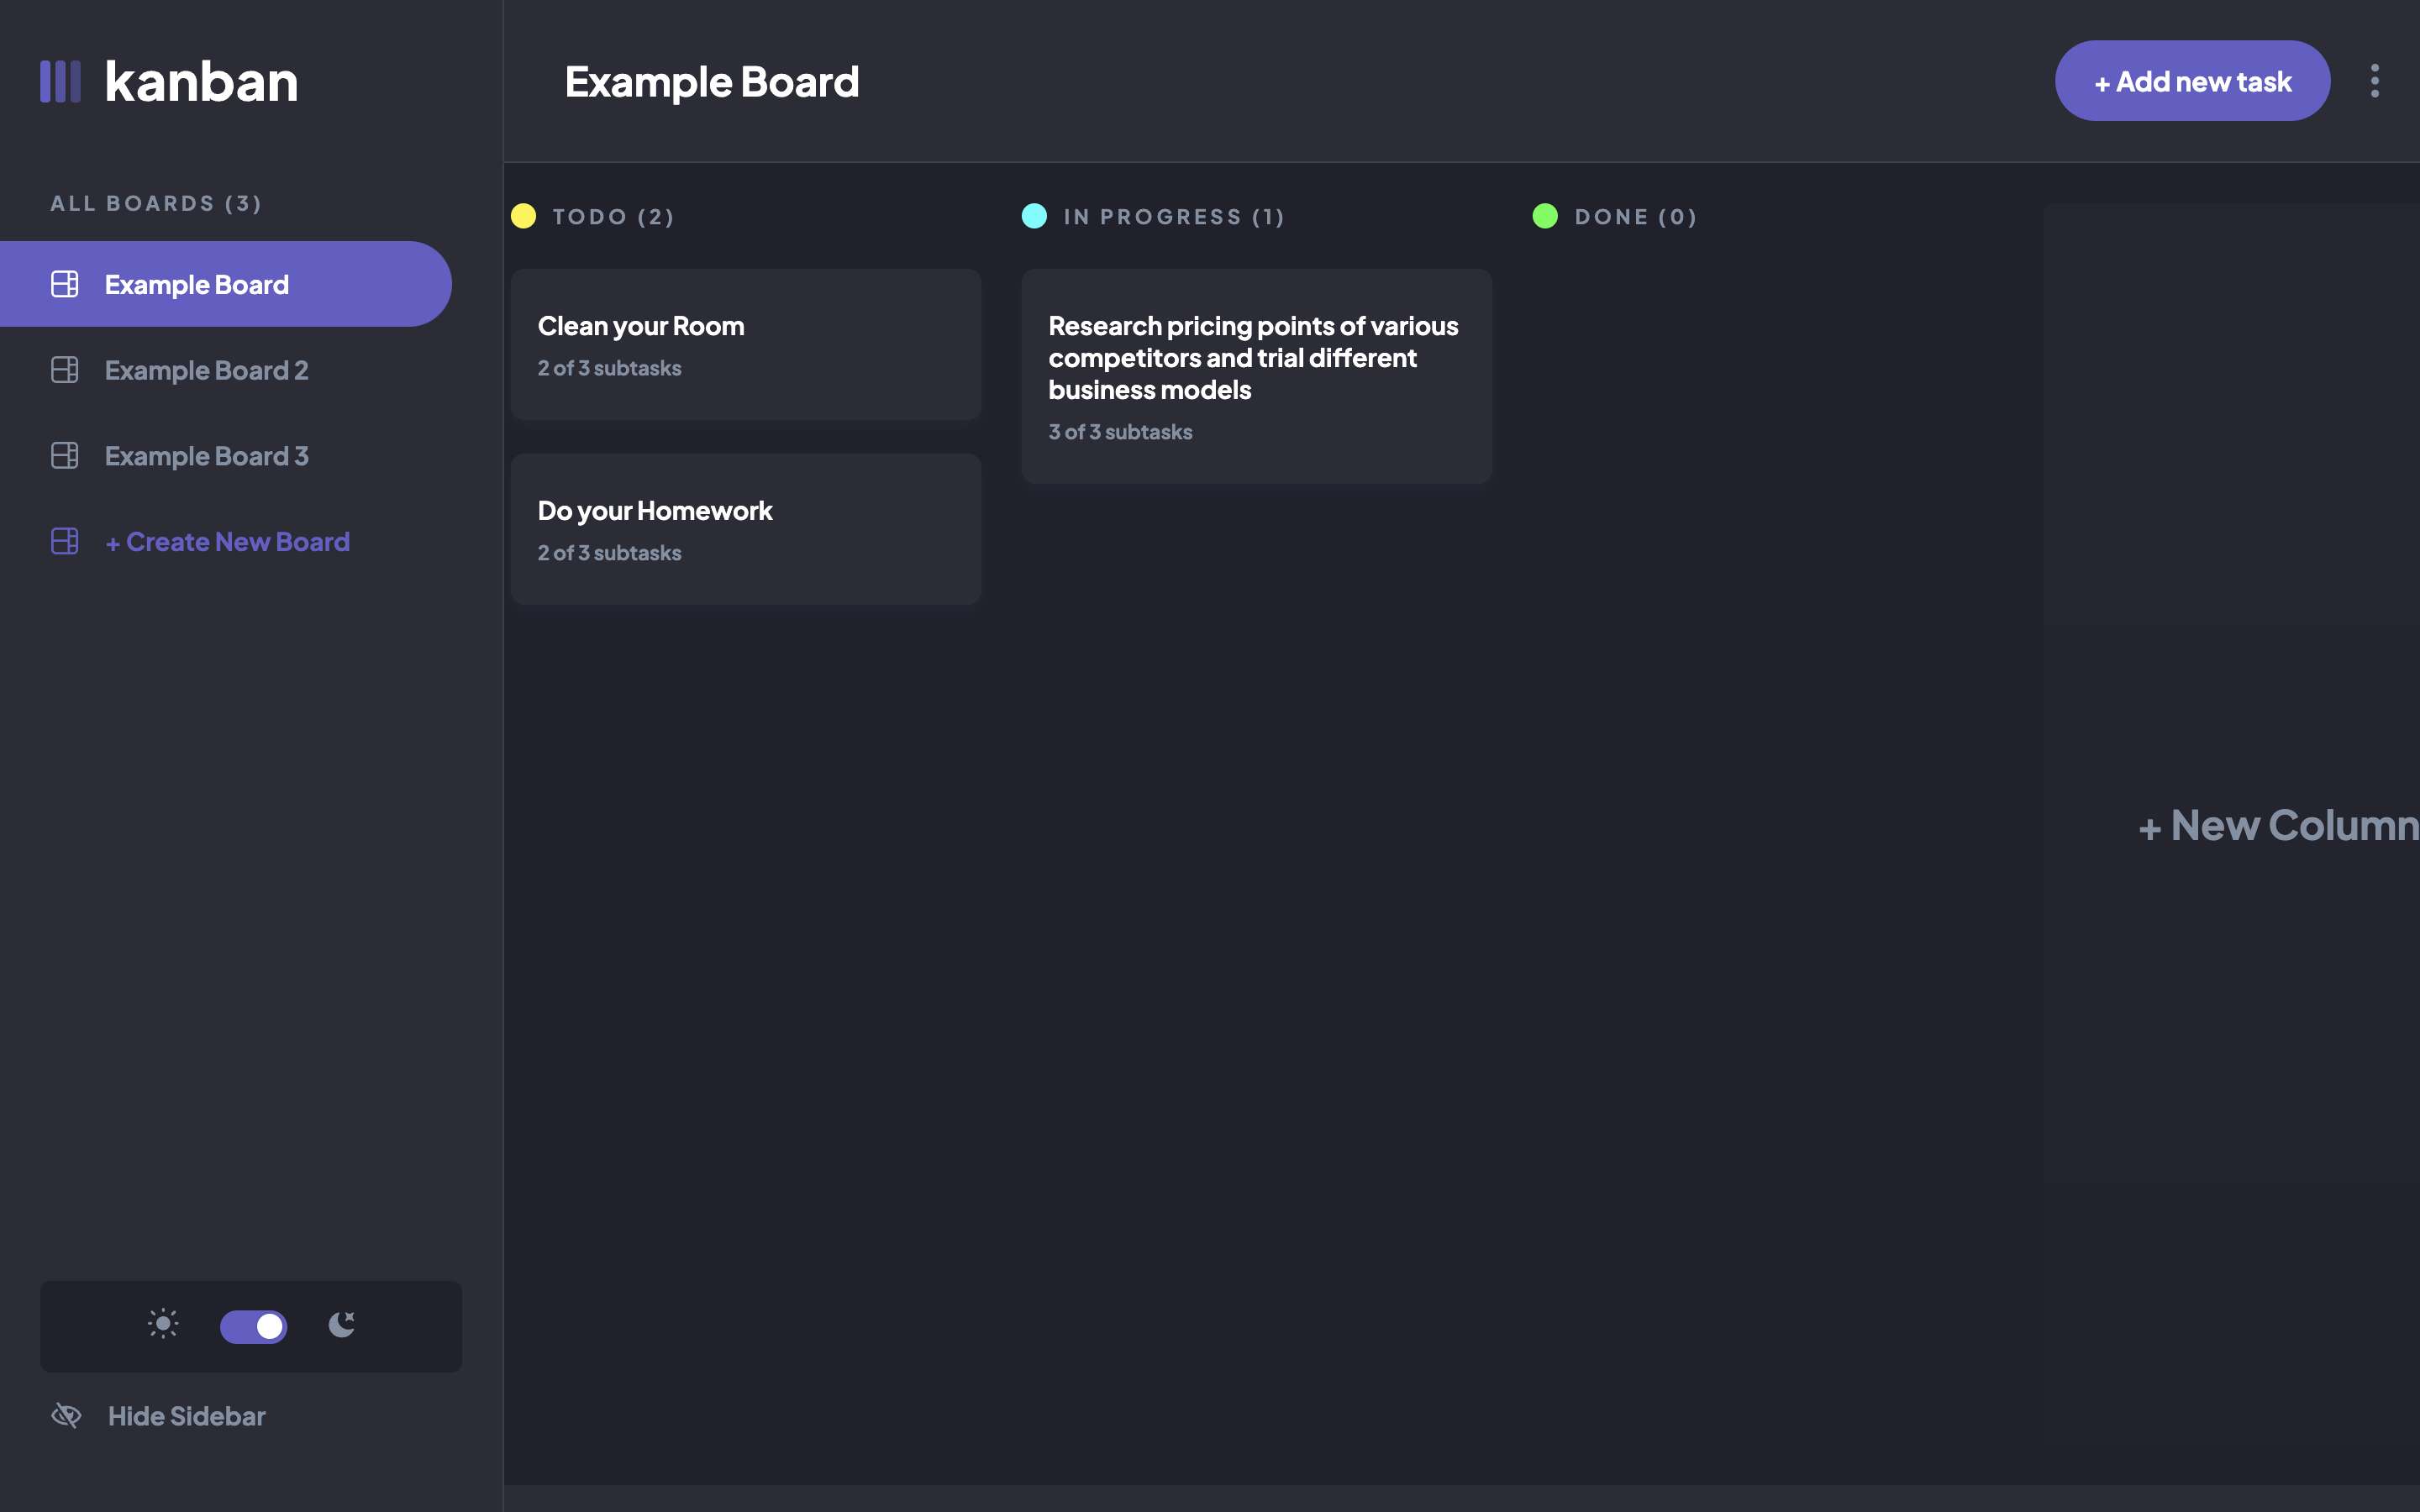 kanban
ALL BOARDS (3)
Example Board
Example Board 2
Example Board 3
+ Create New Board
Hide Sidebar
Example Board
+ Add new task
TODO (2)
Clean your Room
2 of 3 subtasks
Do your Homework
2 of 3 subtasks
IN PROGRESS (1)
Research pricing points of various
competitors and trial different
business models
3 of 3 subtasks
DONE (0)
+ New Column